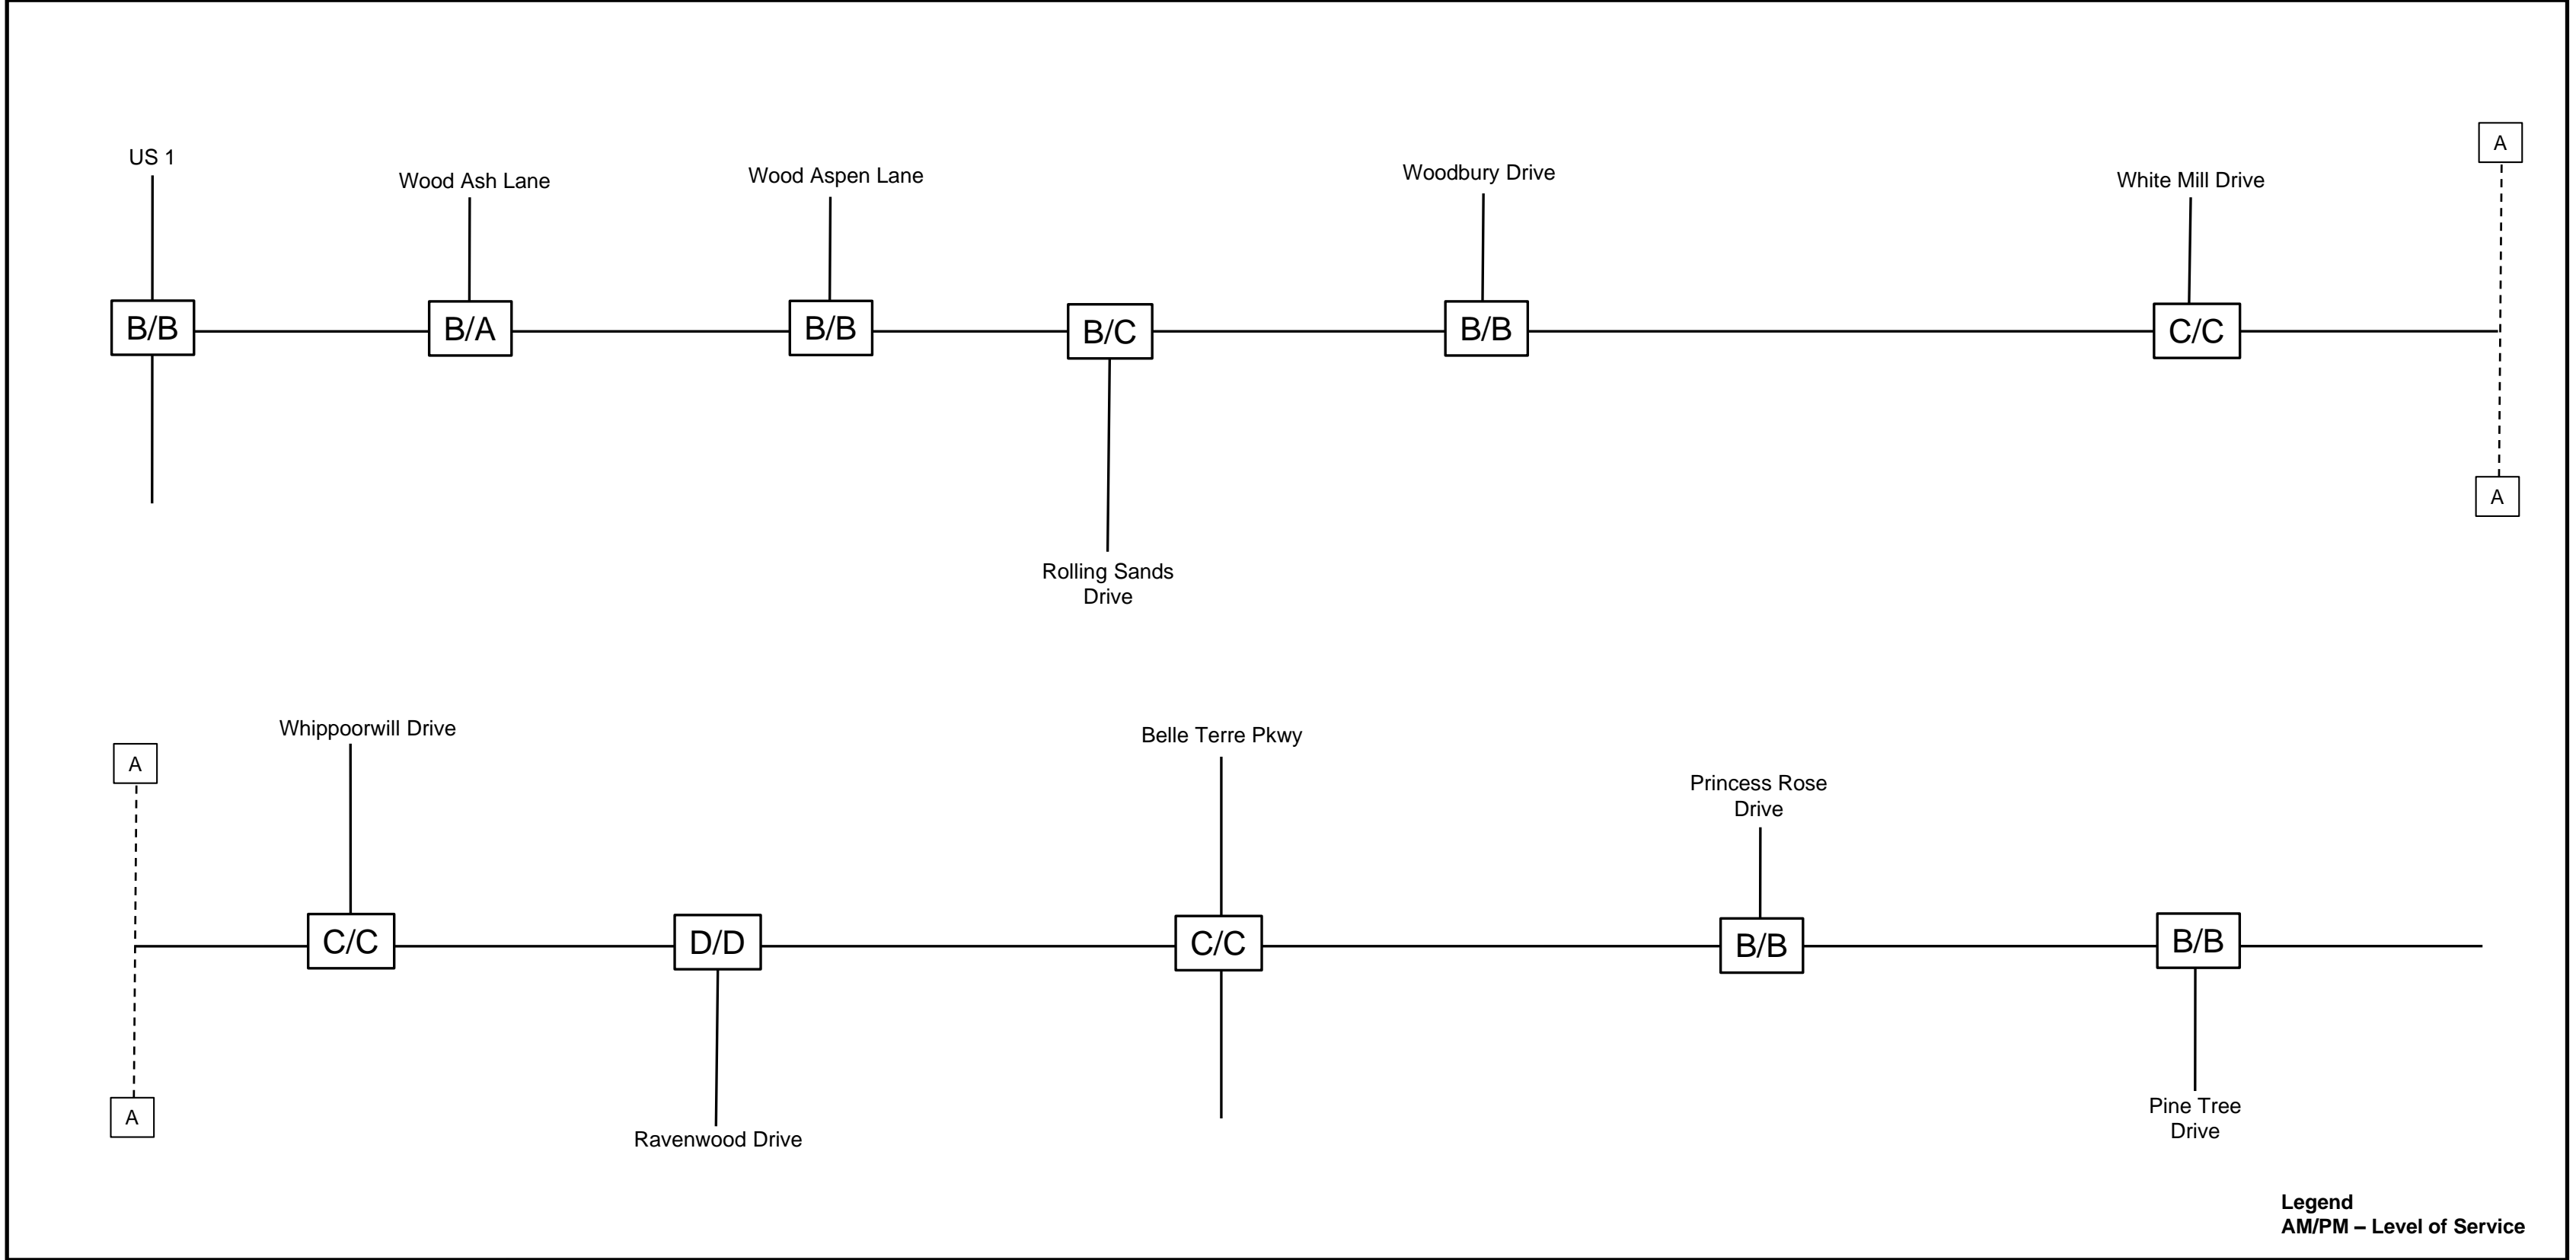 US 1
Wood Ash Lane
Wood Aspen Lane
Woodbury Drive
White Mill Drive
A
B/B
B/A
B/B
B/C
B/B
C/C
A
Rolling Sands
Drive
Whippoorwill Drive
Belle Terre Pkwy
A
Princess Rose
Drive
C/C
D/D
C/C
B/B
B/B
A
Ravenwood Drive
Pine Tree
Drive
Legend
AM/PM – Level of Service